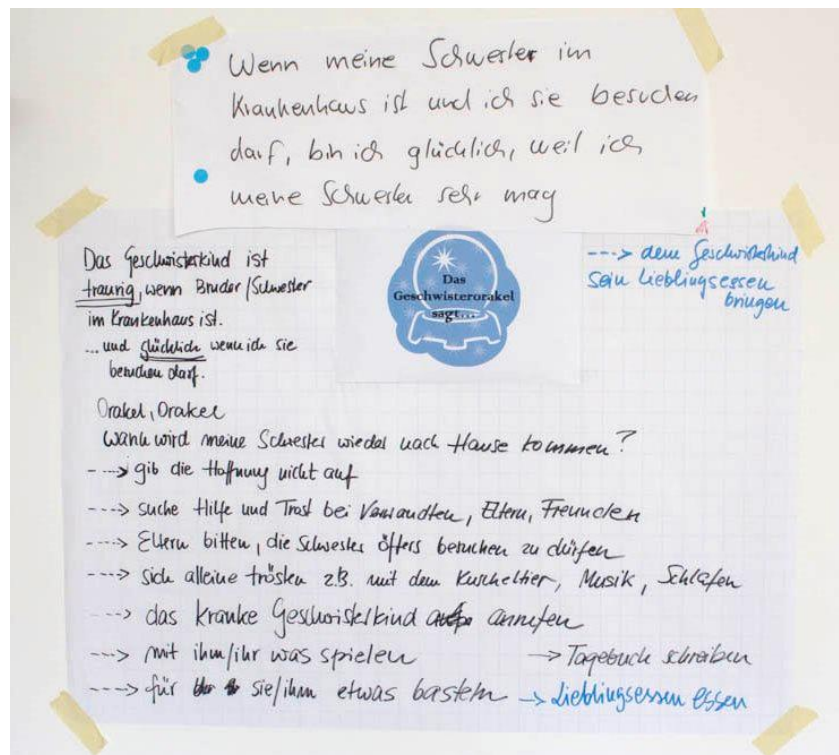 Wenn meine Schwester im
Krankenhaus ist und ich sie besuchen
darf, bin ich glücklich, weil ich
meine Schwester sehr mag
Das Geschwisterkind ist
traurig, wenn Bruder/Schwester
im Krankenhaus ist.
...und glücklich wenn ich sie
besuchen darf.
Das
Geschwisterorakel
sagt...
---> dem Geschwisterkind
sein Lieblingsessen
bringen
Orakel, Orakel
wann wird meine Schwester wieder nach Hause kommen?
---> gib die Hoffnung nicht auf
---> suche Hilfe und Trost bei Verwandten, Eltern, Freunden
---> Eltern bitten, die Schwester öfters besuchen zu dürfen
---> sich alleine trösten z.B. mit dem Kuscheltier, Musik, Schlafen
---> das kranke Geschwisterkind anrufen
---> mit ihm/ihr was spielen -> Tagebuch schreiben
---> für sie/ihn etwas basteln -> Lieblingsessen essen